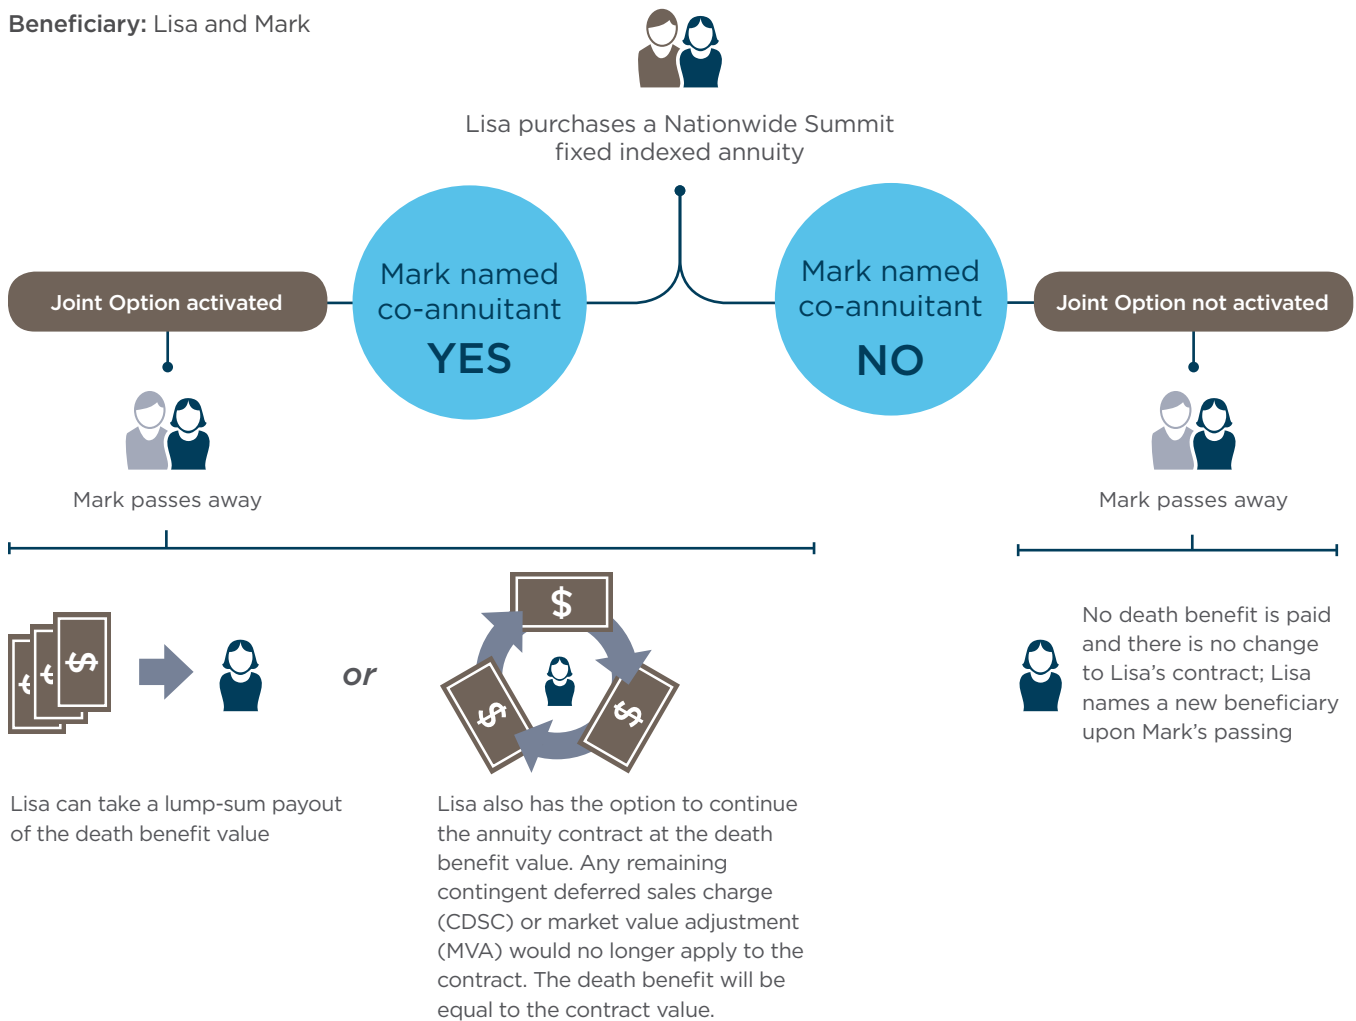 Beneficiary: Lisa and Mark
Lisa purchases a Nationwide Summit
fixed indexed annuity
Joint Option activated
Mark named
co-annuitant
YES
Mark named
co-annuitant
NO
Joint Option not activated
Mark passes away
Mark passes away
$
$
$
$
$
$
or
Lisa can take a lump-sum payout
of the death benefit value
Lisa also has the option to continue
the annuity contract at the death
benefit value. Any remaining
contingent deferred sales charge
(CDSC) or market value adjustment
(MVA) would no longer apply to the
contract. The death benefit will be
equal to the contract value.
No death benefit is paid
and there is no change
to Lisa’s contract; Lisa
names a new beneficiary
upon Mark’s passing